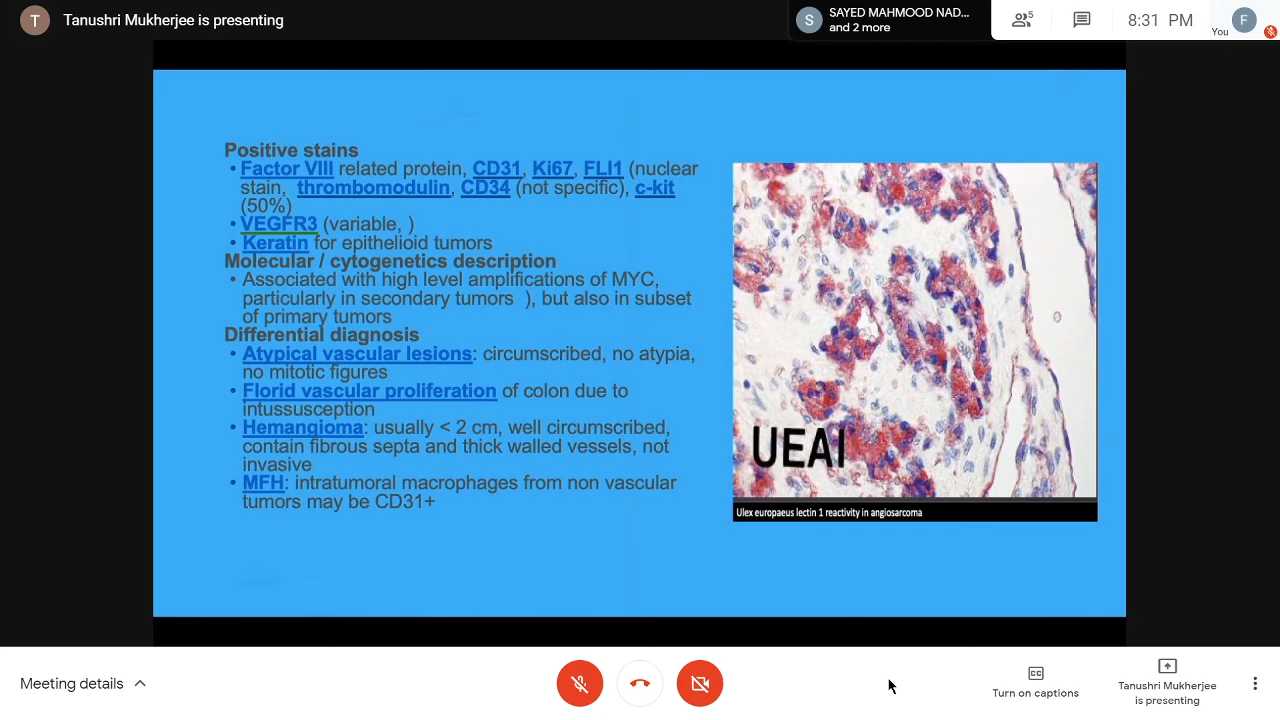 T
Tanushri Mukherjee is presenting
S
SAYED MAHMOOD NAD...
and 2 more
5
8:31 PM
You
F
Positive stains
• Factor VIII related protein, CD31, Ki67, FLI1 (nuclear
stain, thrombomodulin, CD34 (not specific), c-kit
(50%)
• VEGFR3 (variable, )
• Keratin for epithelioid tumors
Molecular / cytogenetics description
• Associated with high level amplifications of MYC,
particularly in secondary tumors ), but also in subset
of primary tumors
Differential diagnosis
• Atypical vascular lesions: circumscribed, no atypia,
no mitotic figures
• Florid vascular proliferation of colon due to
intussusception
• Hemangioma: usually < 2 cm, well circumscribed,
contain fibrous septa and thick walled vessels, not
invasive
• MFH: intratumoral macrophages from non vascular
tumors may be CD31+
UEAI
Ulex europaeus lectin 1 reactivity in angiosarcoma
Meeting details
CC
Turn on captions
Tanushri Mukherjee
is presenting